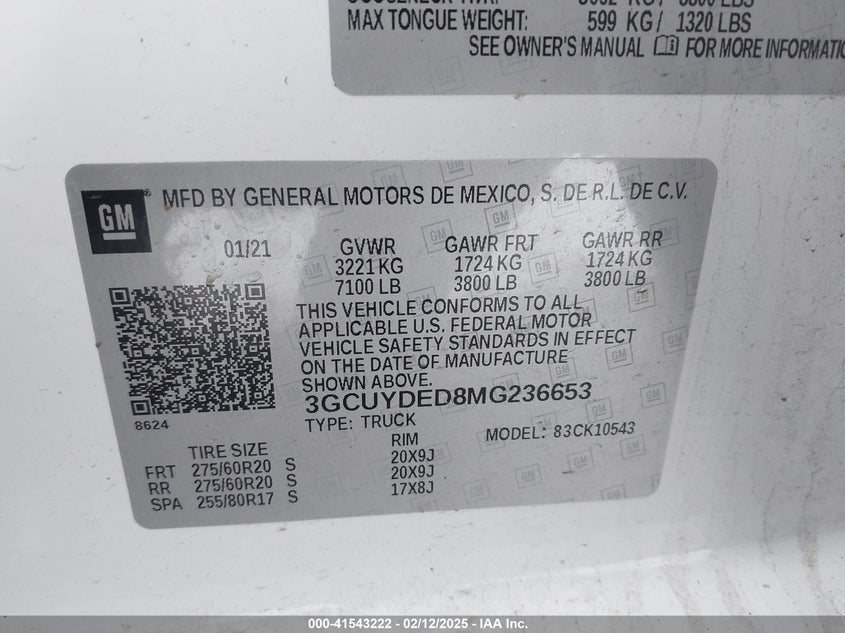 MAX TONGUE WEIGHT: 599 KG / 1320 LBS
SEE OWNER'S MANUAL FOR MORE INFORMATIO
GM ® MFD BY GENERAL MOTORS DE MEXICO, S. DE R.L. DE C.V.
01/21 GVWR GAWR FRT GAWR RR
3221 KG 1724 KG 1724 KG
7100 LB 3800 LB 3800 LB
THIS VEHICLE CONFORMS TO ALL
APPLICABLE U.S. FEDERAL MOTOR
VEHICLE SAFETY STANDARDS IN EFFECT
ON THE DATE OF MANUFACTURE
SHOWN ABOVE.
3GCUYDED8MG236653
8624 TYPE: TRUCK MODEL: 83CK10543
TIRE SIZE RIM
FRT 275/60R20 S 20X9J
RR 275/60R20 S 20X9J
SPA 255/80R17 S 17X8J
000-41543222 - 02/12/2025 - IAA Inc.